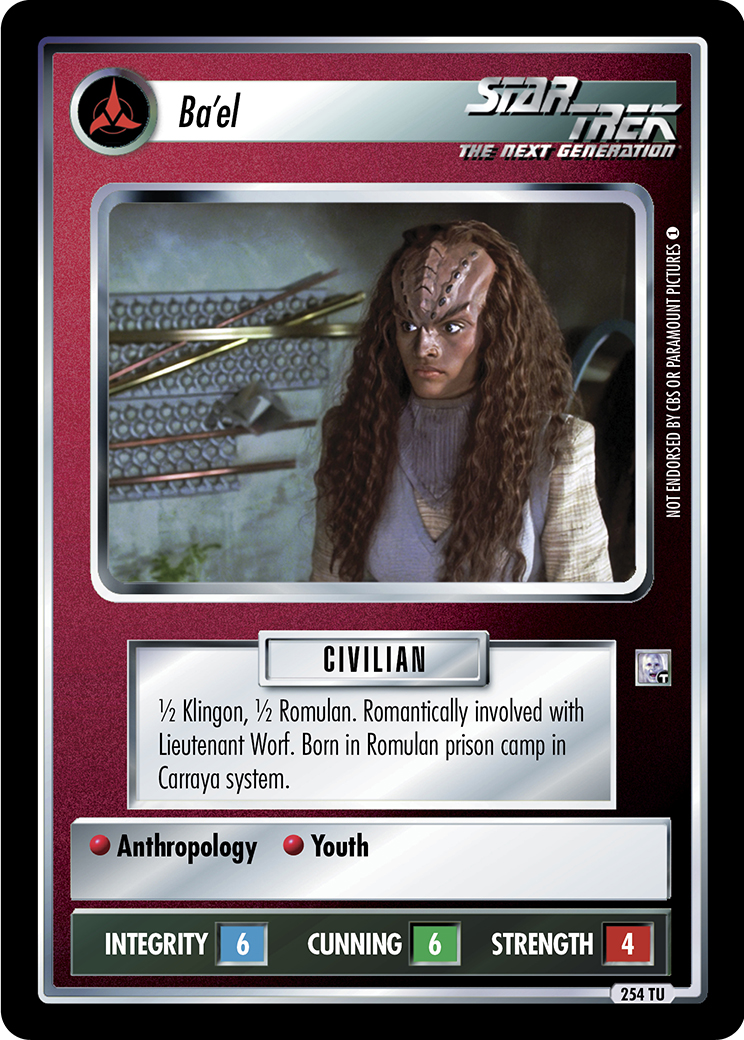 Ba'el
STAR TREK
THE NEXT GENERATION
NOT ENDORSED BY CBS OR PARAMOUNT PICTURES 1
CIVILIAN
½ Klingon, ½ Romulan. Romantically involved with
Lieutenant Worf. Born in Romulan prison camp in
Carraya system.
T
Anthropology Youth
INTEGRITY 6 CUNNING 6 STRENGTH 4
254 TU